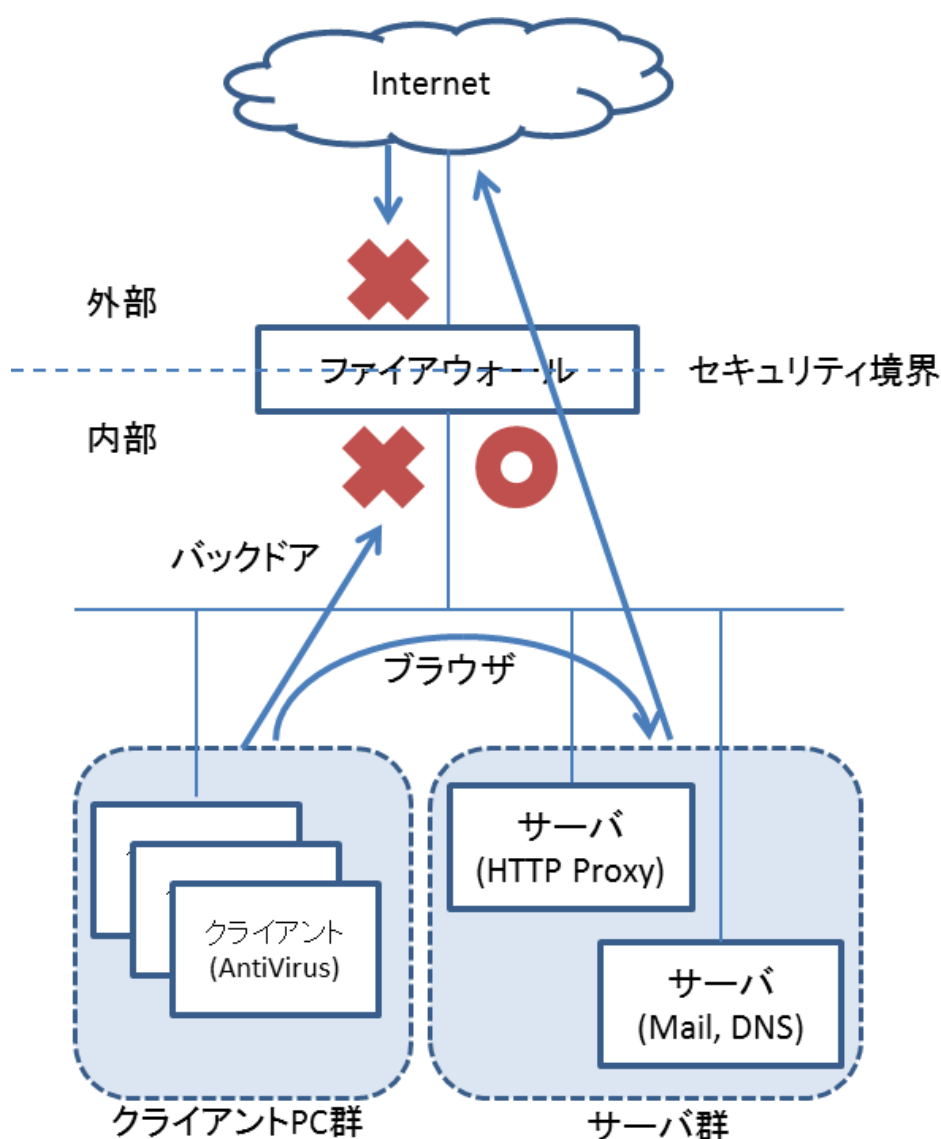 Internet
外部
ファイアウォール
セキュリティ境界
内部
バックドア
ブラウザ
サーバ
(HTTP Proxy)
クライアント
(AntiVirus)
サーバ
(Mail, DNS)
クライアントPC群
サーバ群